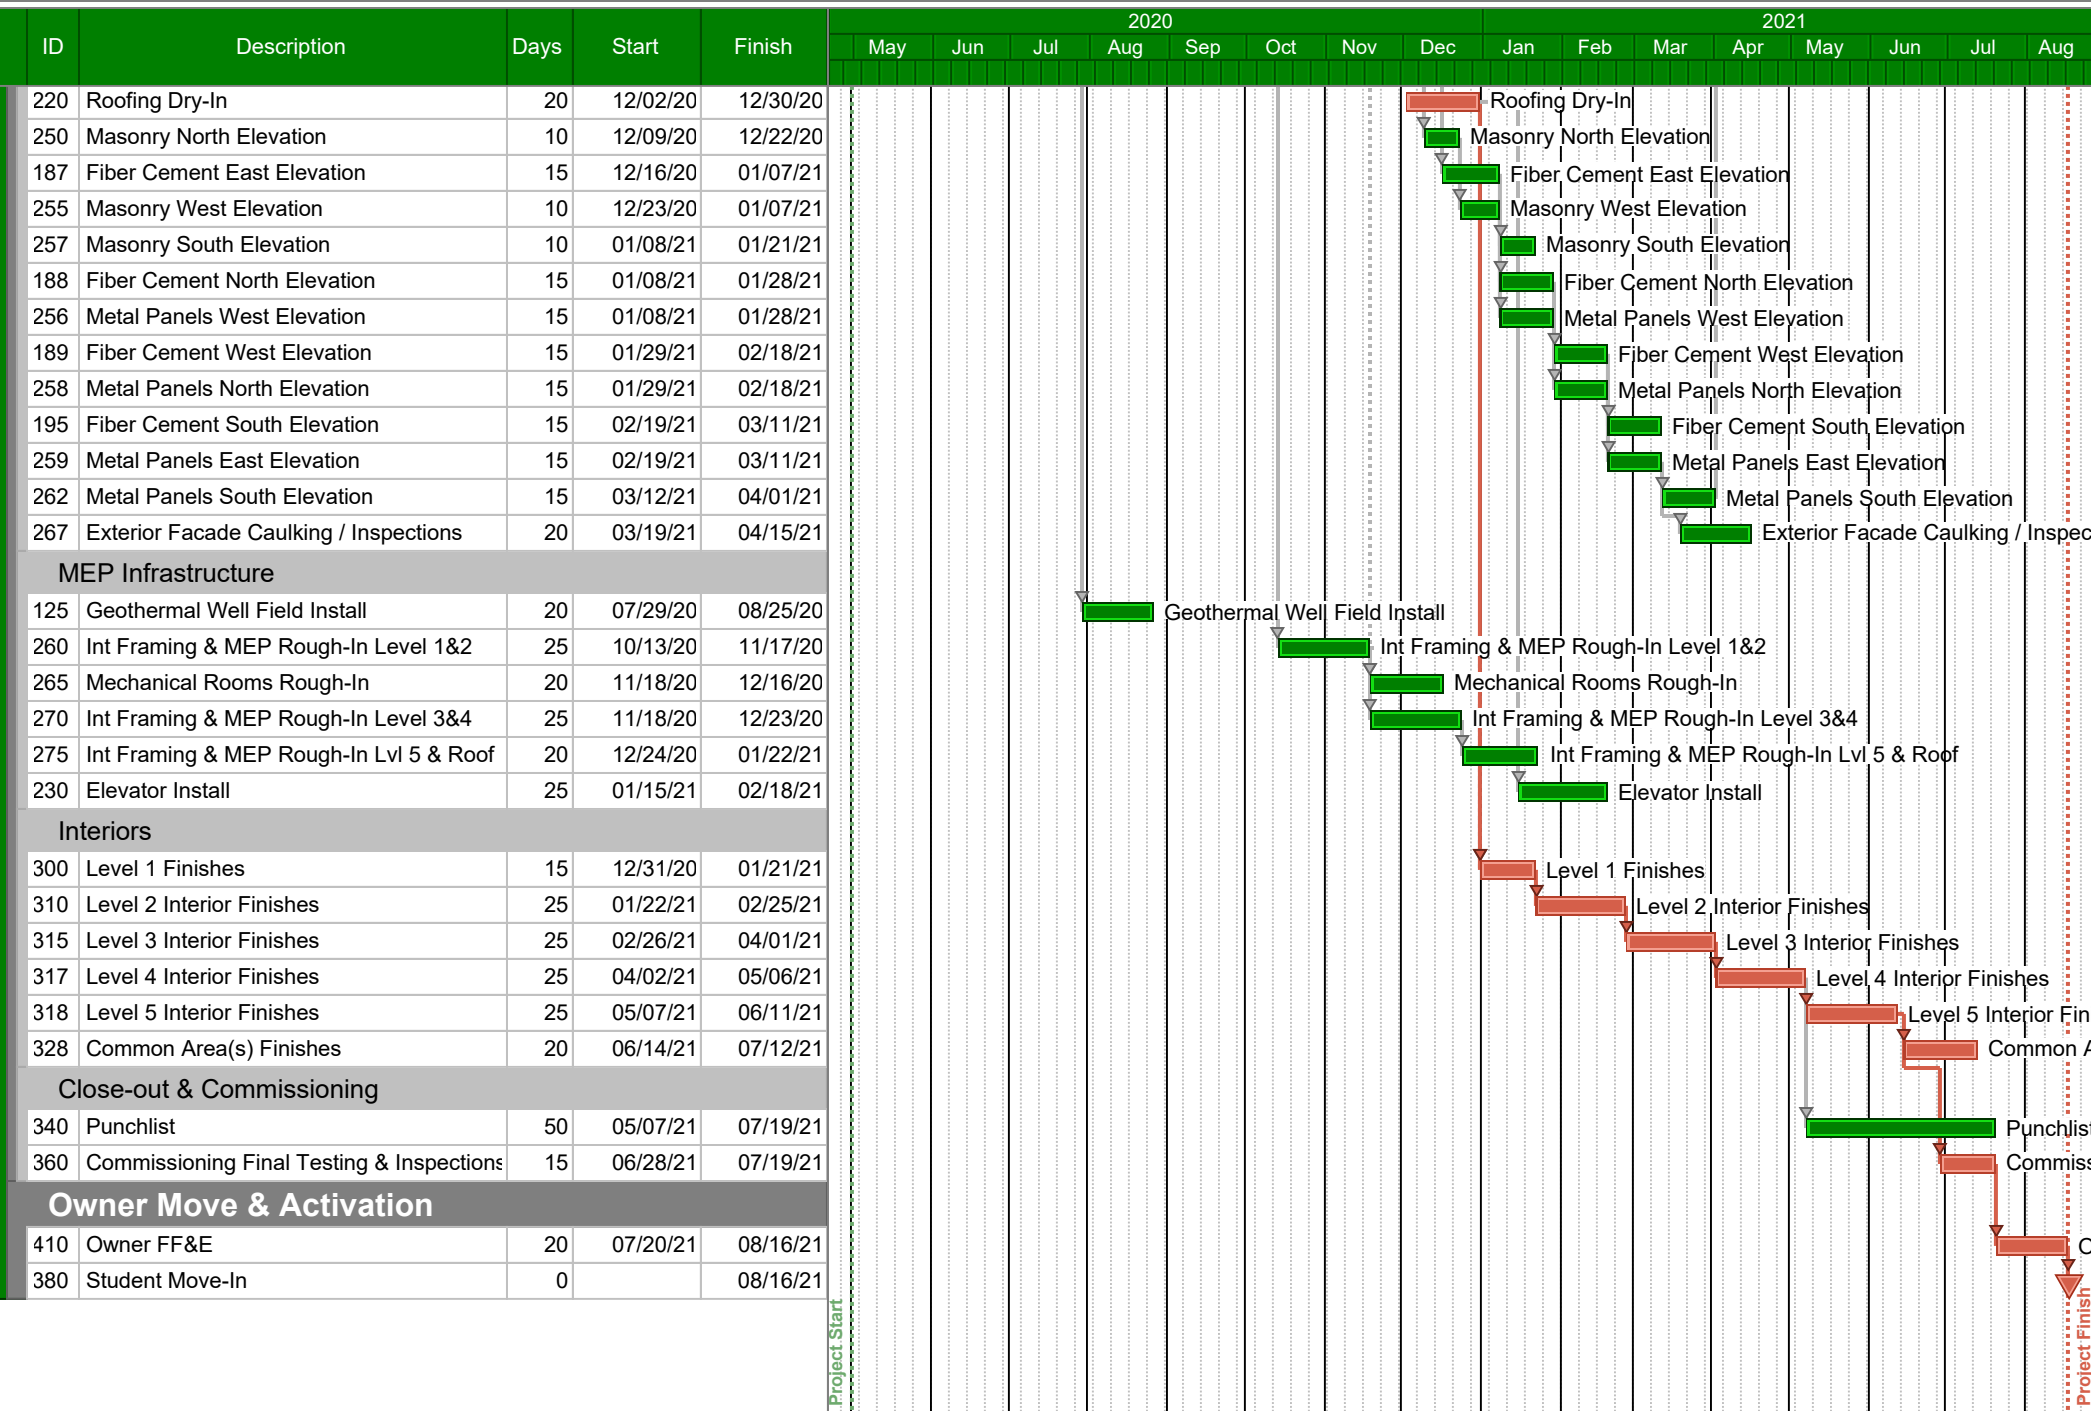 2020 2021
ID Description Days Start Finish May Jun Jul Aug Sep Oct Nov Dec Jan Feb Mar Apr May Jun Jul Aug
220 Roofing Dry-In 20 12/02/20 12/30/20 Roofing Dry-In
250 Masonry North Elevation 10 12/09/20 12/22/20 Masonry North Elevation
187 Fiber Cement East Elevation 15 12/16/20 01/07/21 Fiber Cement East Elevation
255 Masonry West Elevation 10 12/23/20 01/07/21 Masonry West Elevation
257 Masonry South Elevation 10 01/08/21 01/21/21 Masonry South Elevation
188 Fiber Cement North Elevation 15 01/08/21 01/28/21 Fiber Cement North Elevation
256 Metal Panels West Elevation 15 01/08/21 01/28/21 Metal Panels West Elevation
189 Fiber Cement West Elevation 15 01/29/21 02/18/21 Fiber Cement West Elevation
258 Metal Panels North Elevation 15 01/29/21 02/18/21 Metal Panels North Elevation
195 Fiber Cement South Elevation 15 02/19/21 03/11/21 Fiber Cement South Elevation
259 Metal Panels East Elevation 15 02/19/21 03/11/21 Metal Panels East Elevation
262 Metal Panels South Elevation 15 03/12/21 04/01/21 Metal Panels South Elevation
267 Exterior Facade Caulking / Inspections 20 03/19/21 04/15/21 Exterior Facade Caulking / Inspec
MEP Infrastructure
125 Geothermal Well Field Install 20 07/29/20 08/25/20 Geothermal Well Field Install
260 Int Framing & MEP Rough-In Level 1&2 25 10/13/20 11/17/20 Int Framing & MEP Rough-In Level 1&2
265 Mechanical Rooms Rough-In 20 11/18/20 12/16/20 Mechanical Rooms Rough-In
270 Int Framing & MEP Rough-In Level 3&4 25 11/18/20 12/23/20 Int Framing & MEP Rough-In Level 3&4
275 Int Framing & MEP Rough-In Lvl 5 & Roof 20 12/24/20 01/22/21 Int Framing & MEP Rough-In Lvl 5 & Roof
230 Elevator Install 25 01/15/21 02/18/21 Elevator Install
Interiors
300 Level 1 Finishes 15 12/31/20 01/21/21 Level 1 Finishes
310 Level 2 Interior Finishes 25 01/22/21 02/25/21 Level 2 Interior Finishes
315 Level 3 Interior Finishes 25 02/26/21 04/01/21 Level 3 Interior Finishes
317 Level 4 Interior Finishes 25 04/02/21 05/06/21 Level 4 Interior Finishes
318 Level 5 Interior Finishes 25 05/07/21 06/11/21 Level 5 Interior Fin
328 Common Area(s) Finishes 20 06/14/21 07/12/21 Common A
Close-out & Commissioning
340 Punchlist 50 05/07/21 07/19/21 Punchlist
360 Commissioning Final Testing & Inspections 15 06/28/21 07/19/21 Commiss
Owner Move & Activation
410 Owner FF&E 20 07/20/21 08/16/21 O
380 Student Move-In 0 08/16/21
Project Start
Project Finish